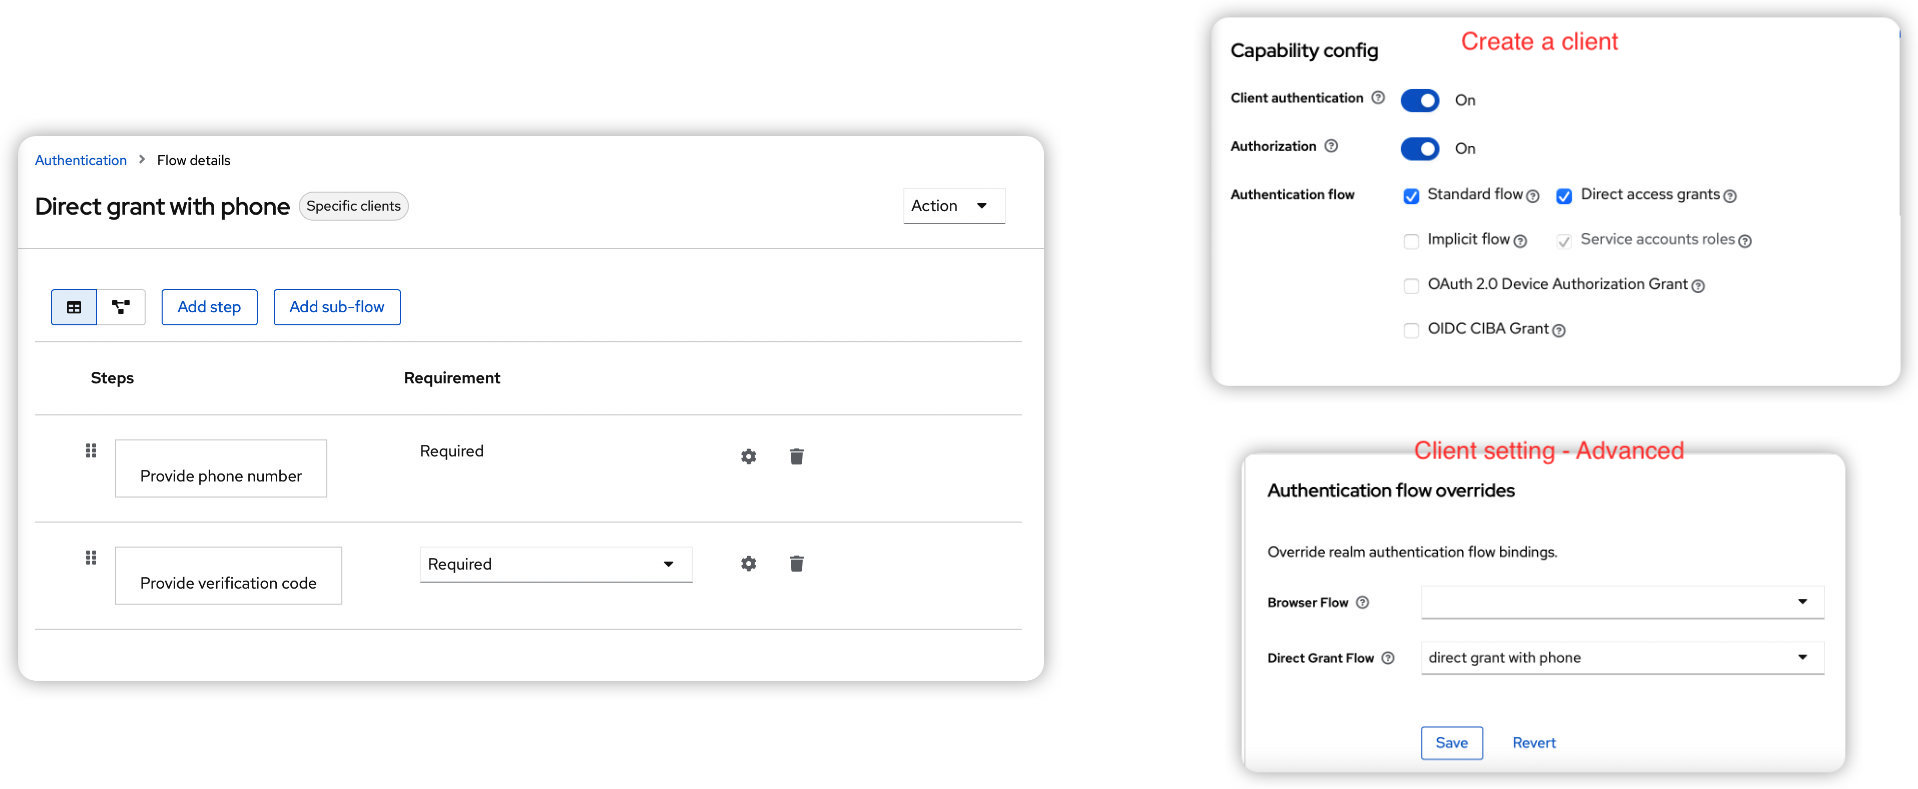 Authentication > Flow details
Direct grant with phone Specific clients
Action
Add step Add sub-flow
Steps Requirement
Provide phone number Required
Provide verification code Required
Create a client
Capability config
Client authentication On
Authorization On
Authentication flow Standard flow Direct access grants
Implicit flow Service accounts roles
OAuth 2.0 Device Authorization Grant
OIDC CIBA Grant
Client setting - Advanced
Authentication flow overrides
Override realm authentication flow bindings.
Browser Flow
Direct Grant Flow direct grant with phone
Save Revert